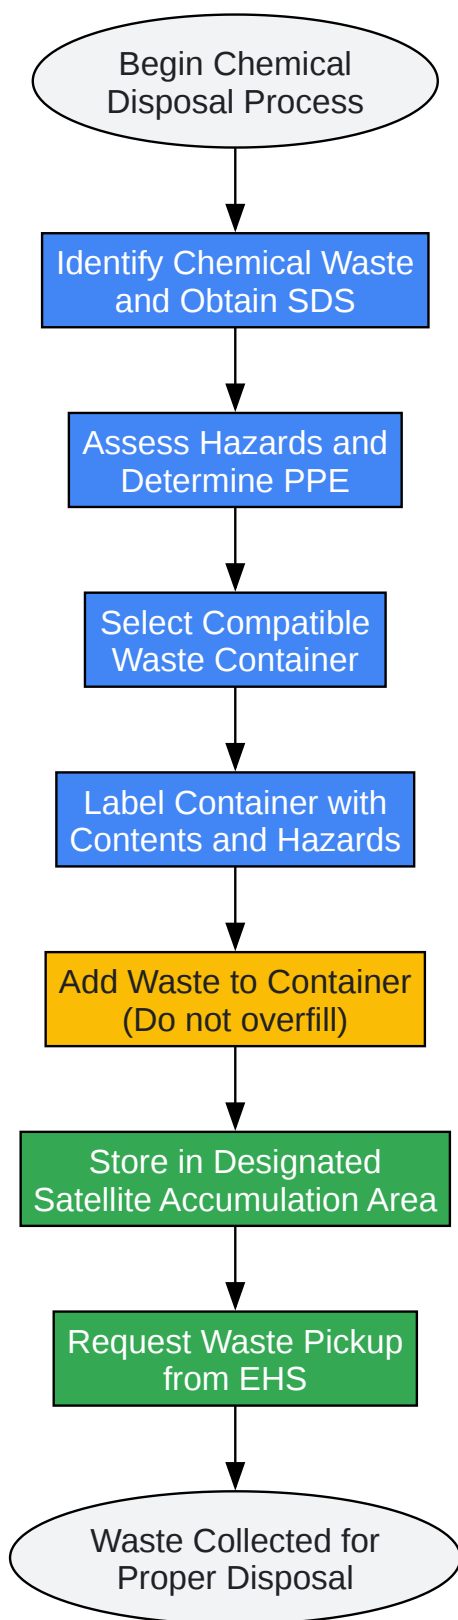 Begin Chemical
Disposal Process
Identify Chemical Waste
and Obtain SDS
Assess Hazards and
Determine PPE
Select Compatible
Waste Container
Label Container with
Contents and Hazards
Add Waste to Container
(Do not overfill)
Store in Designated
Satellite Accumulation Area
Request Waste Pickup
from EHS
Waste Collected for
Proper Disposal